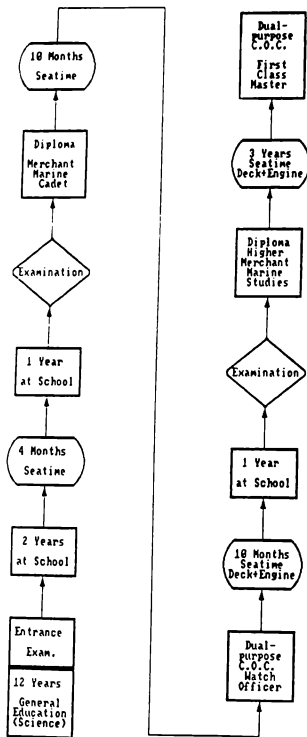 10 Months
Seatime
Diploma
Merchant
Marine
Cadet
Examination
1 Year
at School
4 Months
Seatime
2 Years
at School
Entrance
Exam.
12 Years
General
Education
(Science)
Dual-
purpose
C.O.C.
First
Class
Master
3 Years
Seatime
Deck+Engine
Diploma
Higher
Merchant
Marine
Studies
Examination
1 Year
at School
10 Months
Seatime
Deck+Engine
Dual-
purpose
C.O.C.
Watch
Officer